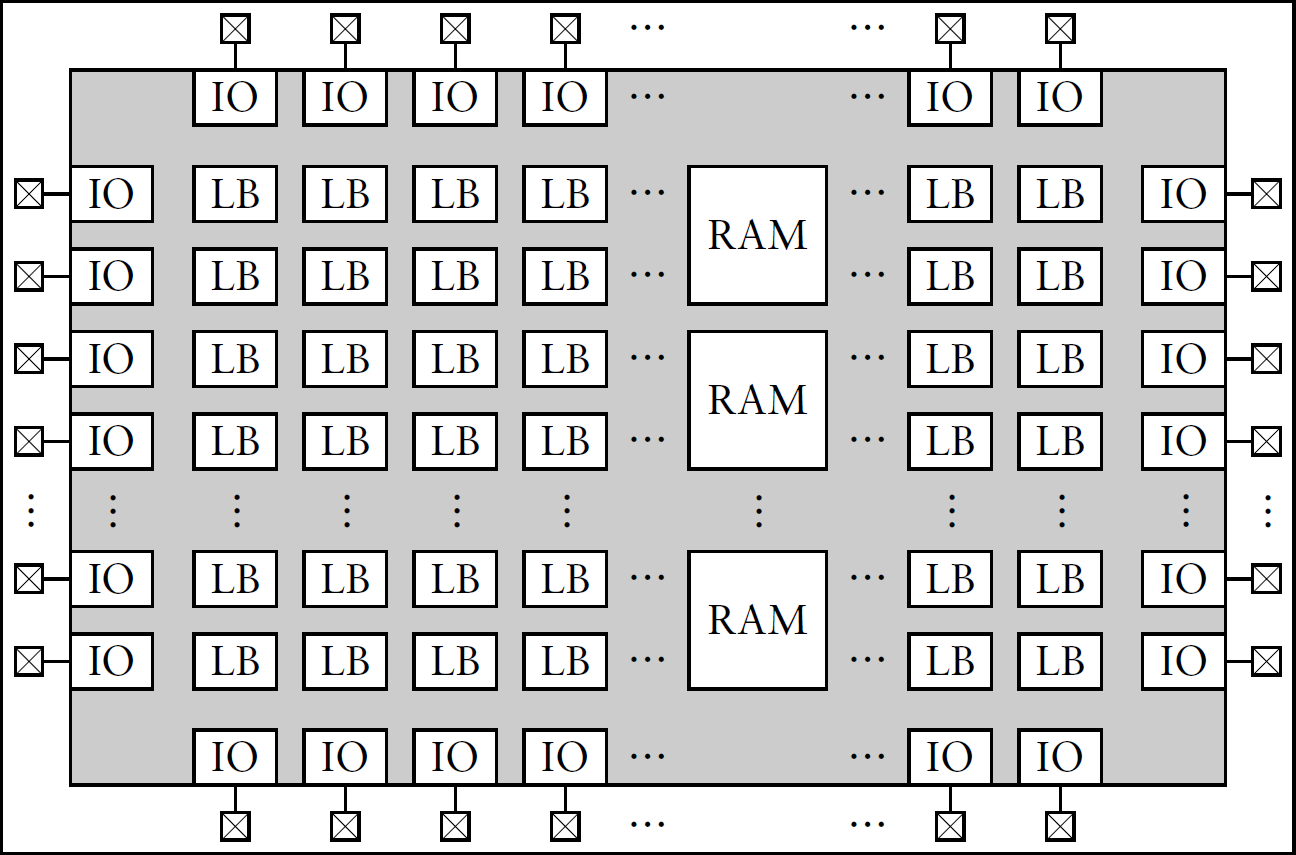 … …
IO IO IO IO … … IO IO
IO LB LB LB LB … RAM … LB LB IO
IO LB LB LB LB … … LB LB IO
IO LB LB LB LB … RAM … LB LB IO
IO LB LB LB LB … … LB LB IO
⋮ ⋮ ⋮ ⋮ ⋮ ⋮ ⋮ ⋮ ⋮ ⋮ ⋮
IO LB LB LB LB … RAM … LB LB IO
IO LB LB LB LB … … LB LB IO
IO IO IO IO … … IO IO
… …